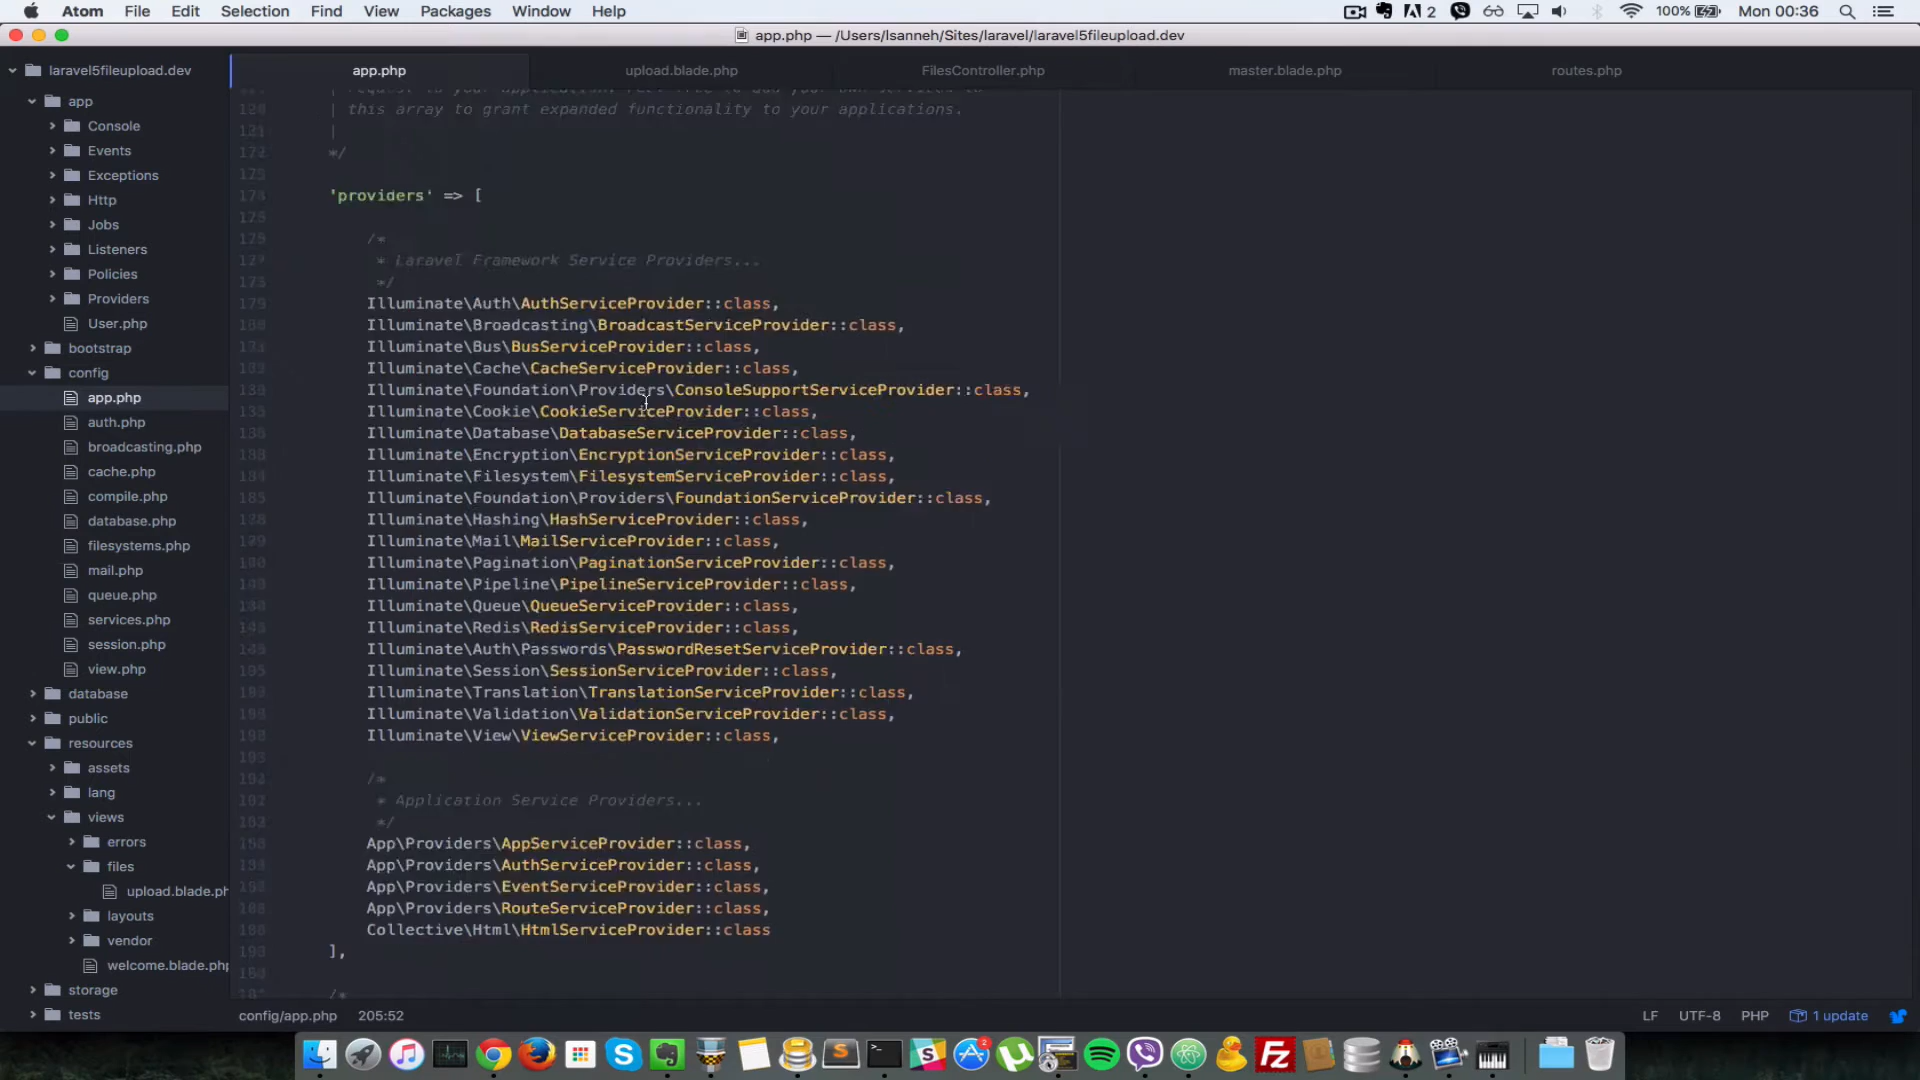 Atom File Edit Selection Find View Packages Window Help 2 100% Mon 00:36
app.php — /Users/lsanneh/Sites/laravel/laravel5fileupload.dev
laravel5fileupload.dev
app
Console
Events
Exceptions
Http
Jobs
Listeners
Policies
Providers
User.php
bootstrap
config
app.php
auth.php
broadcasting.php
cache.php
compile.php
database.php
filesystems.php
mail.php
queue.php
services.php
session.php
view.php
database
public
resources
assets
lang
views
errors
files
upload.blade.ph
layouts
vendor
welcome.blade.php
storage
tests
app.php upload.blade.php FilesController.php master.blade.php routes.php
| this array to grant expanded functionality to your applications.
|
*/
'providers' => [
/*
* Laravel Framework Service Providers...
*/
Illuminate\Auth\AuthServiceProvider::class,
Illuminate\Broadcasting\BroadcastServiceProvider::class,
Illuminate\Bus\BusServiceProvider::class,
Illuminate\Cache\CacheServiceProvider::class,
Illuminate\Foundation\Providers\ConsoleSupportServiceProvider::class,
Illuminate\Cookie\CookieServiceProvider::class,
Illuminate\Database\DatabaseServiceProvider::class,
Illuminate\Encryption\EncryptionServiceProvider::class,
Illuminate\Filesystem\FilesystemServiceProvider::class,
Illuminate\Foundation\Providers\FoundationServiceProvider::class,
Illuminate\Hashing\HashServiceProvider::class,
Illuminate\Mail\MailServiceProvider::class,
Illuminate\Pagination\PaginationServiceProvider::class,
Illuminate\Pipeline\PipelineServiceProvider::class,
Illuminate\Queue\QueueServiceProvider::class,
Illuminate\Redis\RedisServiceProvider::class,
Illuminate\Auth\Passwords\PasswordResetServiceProvider::class,
Illuminate\Session\SessionServiceProvider::class,
Illuminate\Translation\TranslationServiceProvider::class,
Illuminate\Validation\ValidationServiceProvider::class,
Illuminate\View\ViewServiceProvider::class,
/*
* Application Service Providers...
*/
App\Providers\AppServiceProvider::class,
App\Providers\AuthServiceProvider::class,
App\Providers\EventServiceProvider::class,
App\Providers\RouteServiceProvider::class,
Collective\Html\HtmlServiceProvider::class
],
/*
config/app.php 205:52 LF UTF-8 PHP 1 update